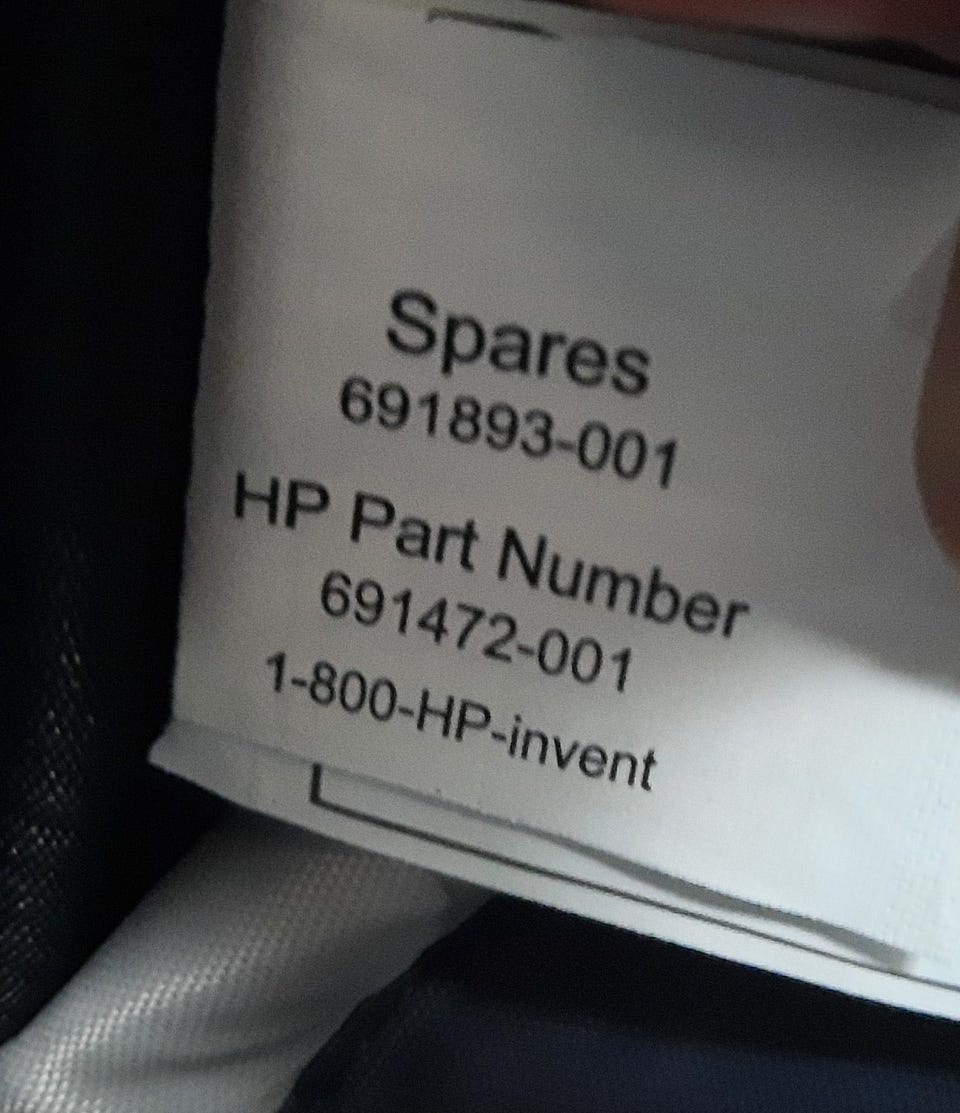 Spares
691893-001
HP Part Number
691472-001
1-800-HP-invent